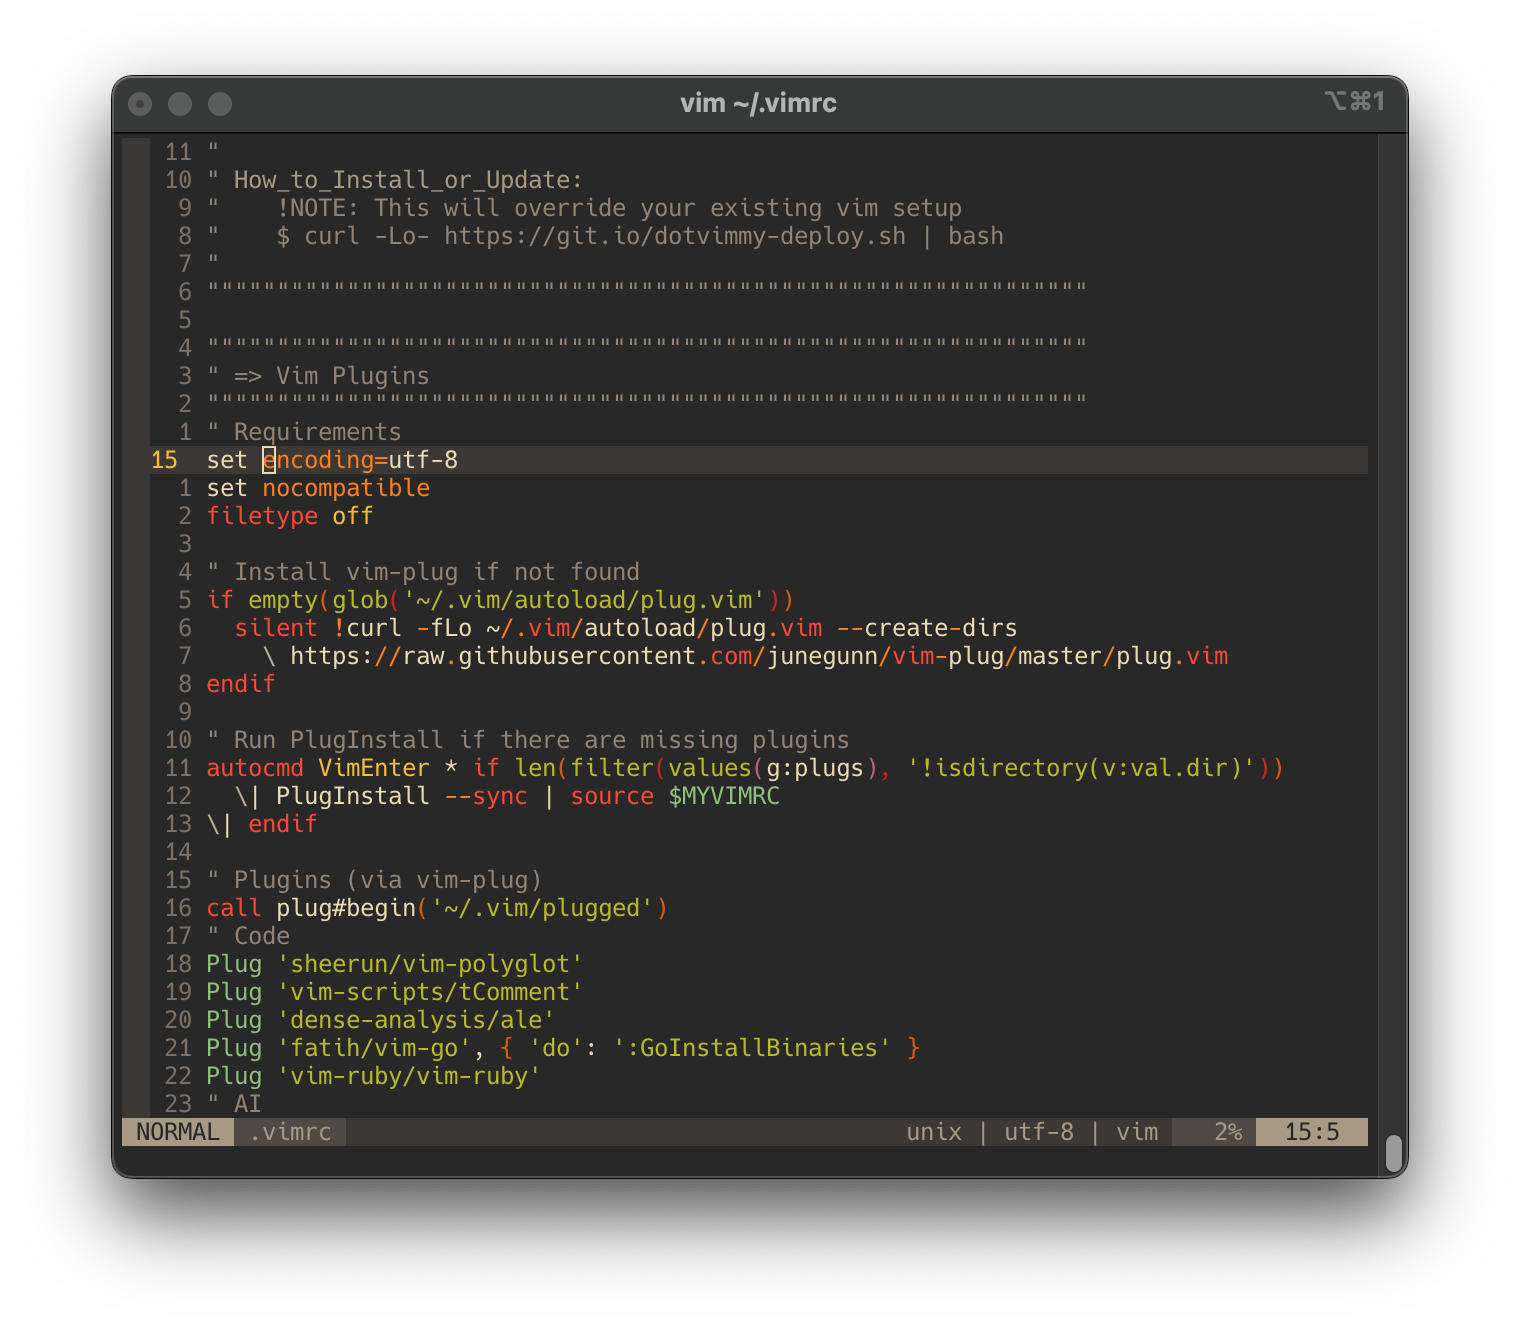 vim ~/.vimrc
⌥⌘1
11 "
10 " How_to_Install_or_Update:
9 "    !NOTE: This will override your existing vim setup
8 "    $ curl -Lo- https://git.io/dotvimmy-deploy.sh | bash
7 "
6 """""""""""""""""""""""""""""""""""""""""""""""""""""""""""""""
5
4 """""""""""""""""""""""""""""""""""""""""""""""""""""""""""""""
3 " => Vim Plugins
2 """""""""""""""""""""""""""""""""""""""""""""""""""""""""""""""
1 " Requirements
15  set encoding=utf-8
1 set nocompatible
2 filetype off
3
4 " Install vim-plug if not found
5 if empty(glob('~/.vim/autoload/plug.vim'))
6   silent !curl -fLo ~/.vim/autoload/plug.vim --create-dirs
7     \ https://raw.githubusercontent.com/junegunn/vim-plug/master/plug.vim
8 endif
9
10 " Run PlugInstall if there are missing plugins
11 autocmd VimEnter * if len(filter(values(g:plugs), '!isdirectory(v:val.dir)'))
12   \| PlugInstall --sync | source $MYVIMRC
13 \| endif
14
15 " Plugins (via vim-plug)
16 call plug#begin('~/.vim/plugged')
17 " Code
18 Plug 'sheerun/vim-polyglot'
19 Plug 'vim-scripts/tComment'
20 Plug 'dense-analysis/ale'
21 Plug 'fatih/vim-go', { 'do': ':GoInstallBinaries' }
22 Plug 'vim-ruby/vim-ruby'
23 " AI
NORMAL .vimrc unix | utf-8 | vim 2% 15:5